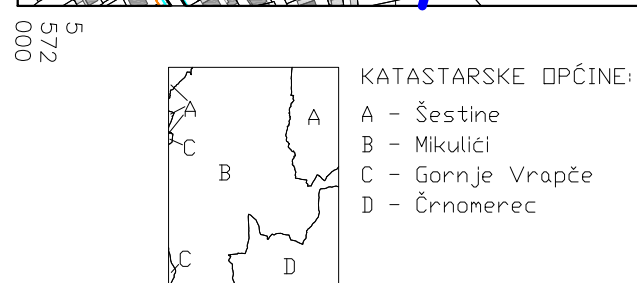 5
572
000
KATASTARSKE OPĆINE:
A - Šestine
B - Mikulići
C - Gornje Vrapče
D - Črnomerec
A
A
C
B
C
D